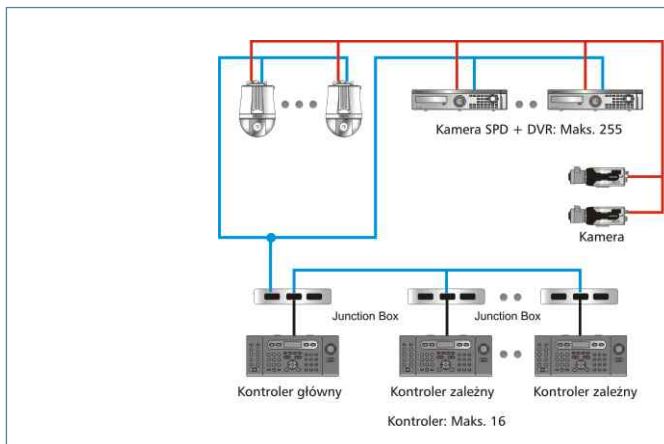 Kamera SPD + DVR: Maks. 255
Kamera
Junction Box
Junction Box
Kontroler główny
Kontroler zależny
Kontroler zależny
Kontroler: Maks. 16